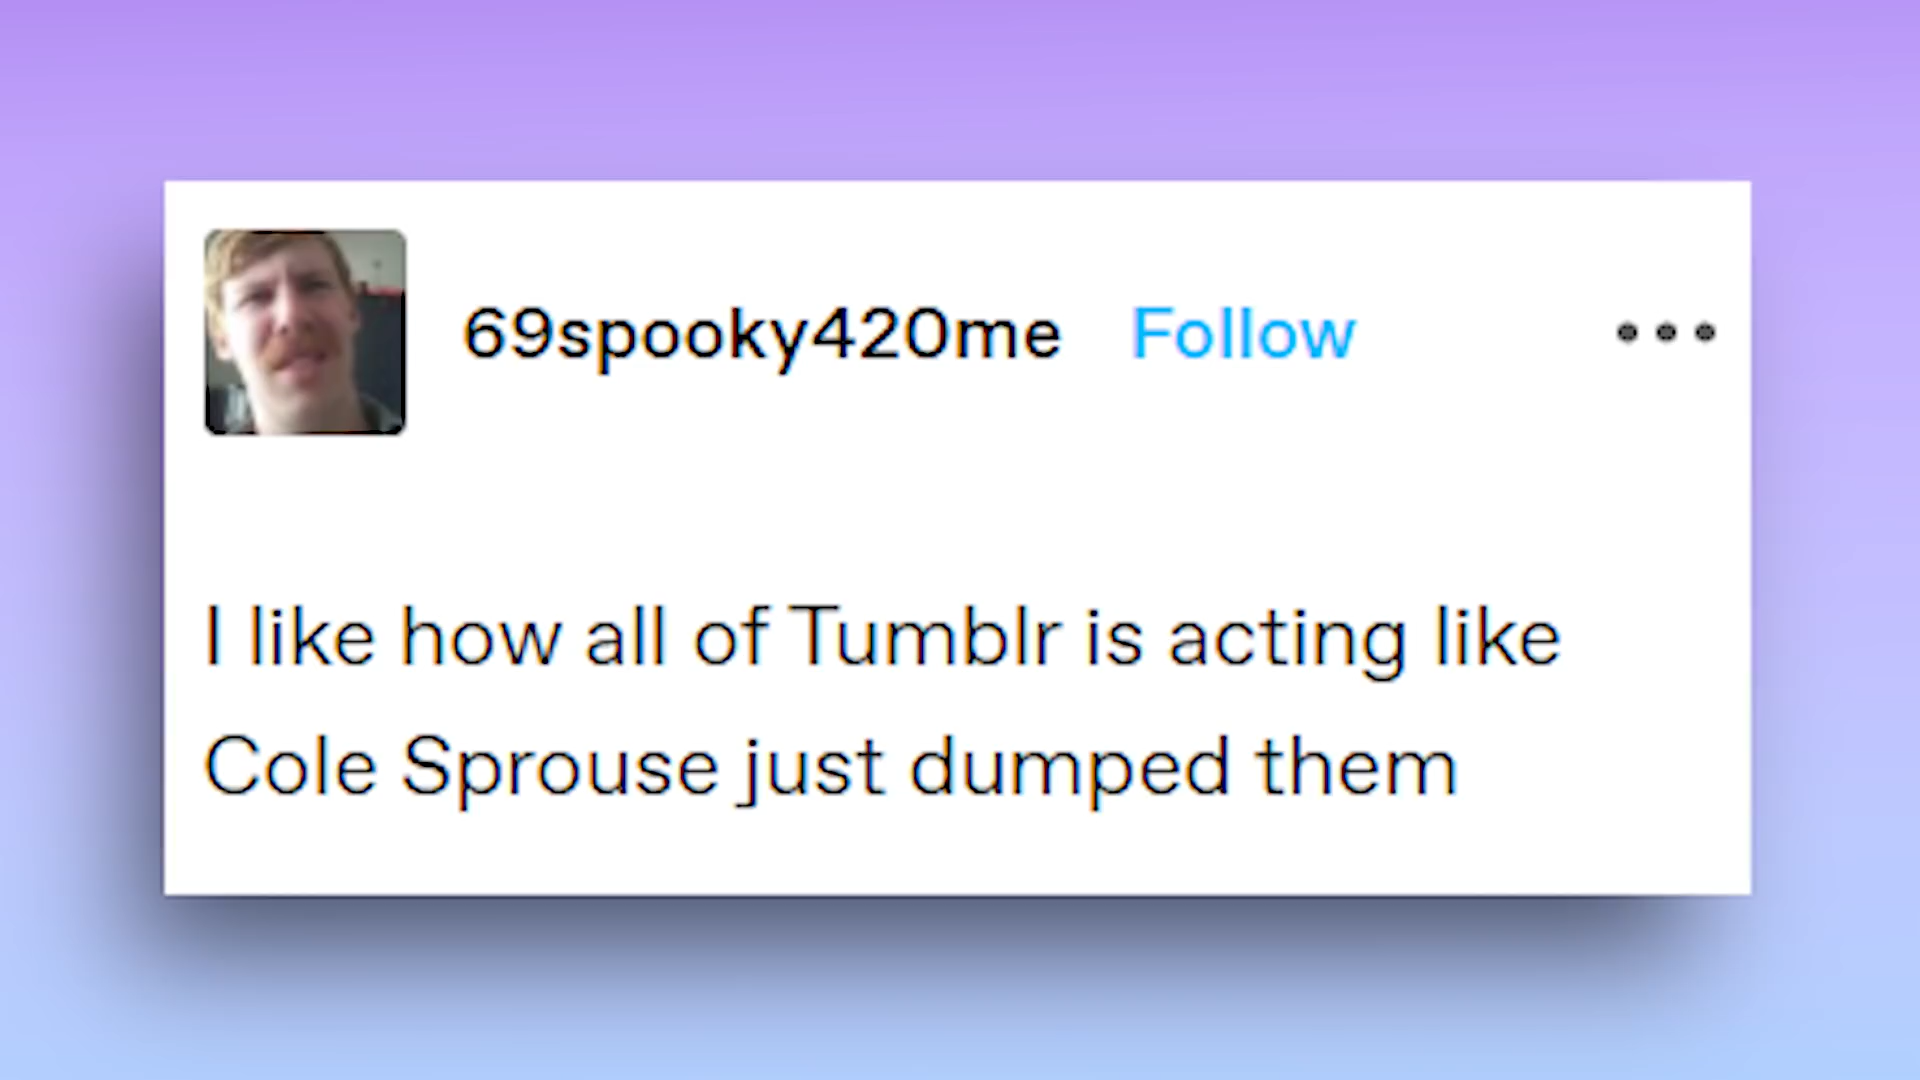 69spooky420me Follow
I like how all of Tumblr is acting like
Cole Sprouse just dumped them